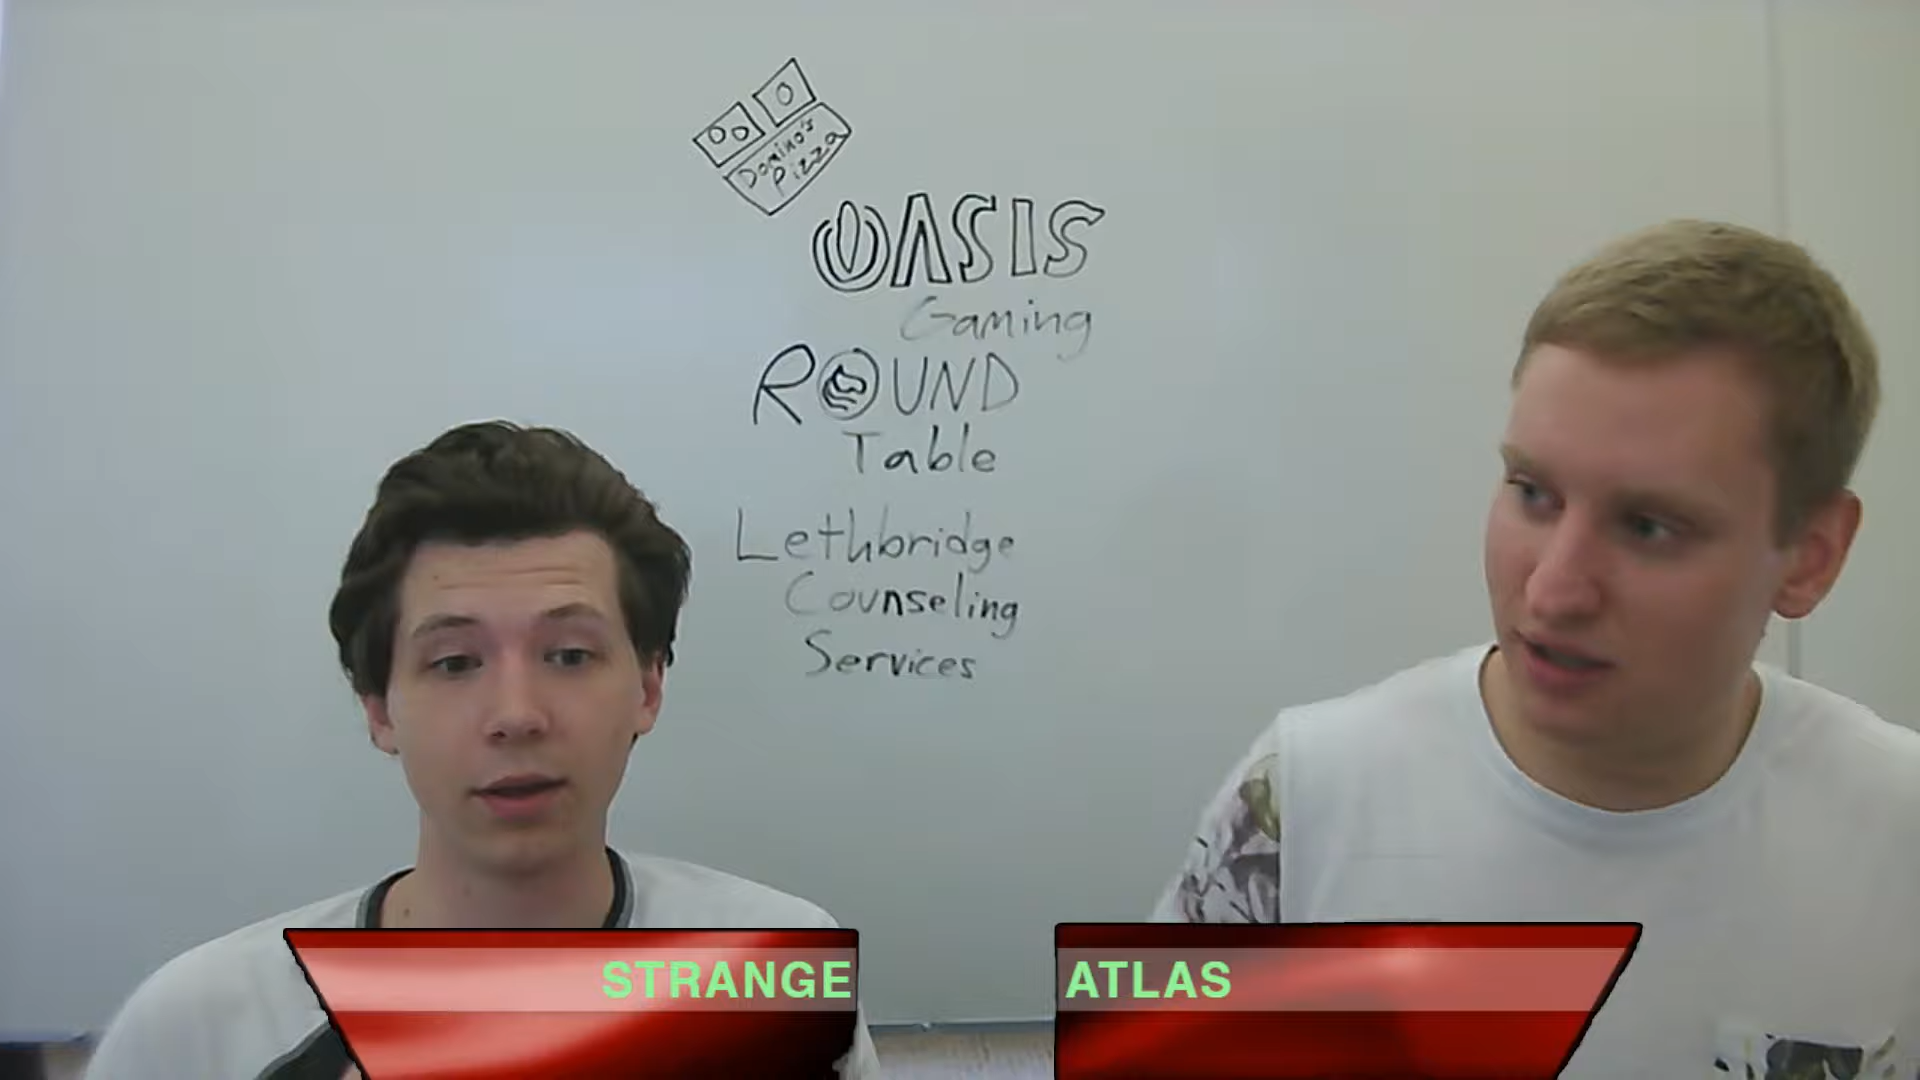 Domino's
Pizza
OASIS
Gaming
ROUND
Table
Lethbridge
Counseling
Services
STRANGE
ATLAS